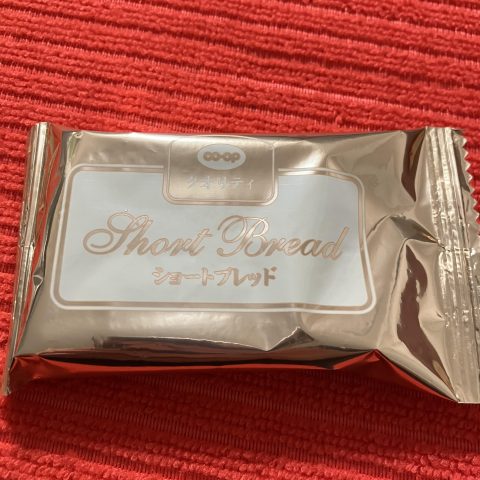 co·op
クオリティ
Short Bread
ショートブレッド